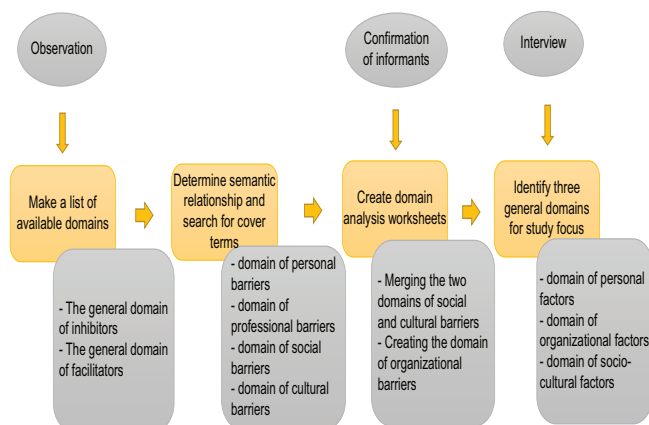 Observation
Confirmation
of informants
Interview
Make a list of
available domains
Determine semantic
relationship and
search for cover
terms
Create domain
analysis worksheets
Identify three
general domains
for study focus
- The general domain
of inhibitors
- The general domain
of facilitators
- domain of personal
barriers
- domain of
professional barriers
- domain of social
barriers
- domain of cultural
barriers
- Merging the two
domains of social
and cultural barriers
- Creating the domain
of organizational
barriers
- domain of personal
factors
- domain of
organizational factors
- domain of socio-
cultural factors